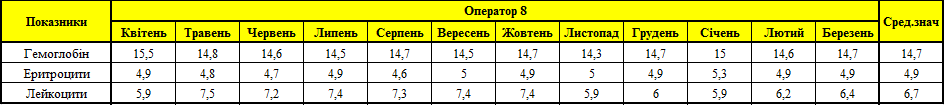 Показники Оператор 8 Сред.знач
Квітень Травень Червень Липень Серпень Вересень Жовтень Листопад Грудень Січень Лютий Березень
Гемоглобін 15,5 14,8 14,6 14,5 14,7 14,5 14,7 14,3 14,7 15 14,6 14,7 14,7
Еритроцити 4,9 4,8 4,7 4,9 4,6 5 4,9 5 4,9 5,3 4,9 4,9 4,9
Лейкоцити 5,9 7,5 7,2 7,4 7,3 7,4 7,4 5,9 6 5,9 6,2 6,4 6,7